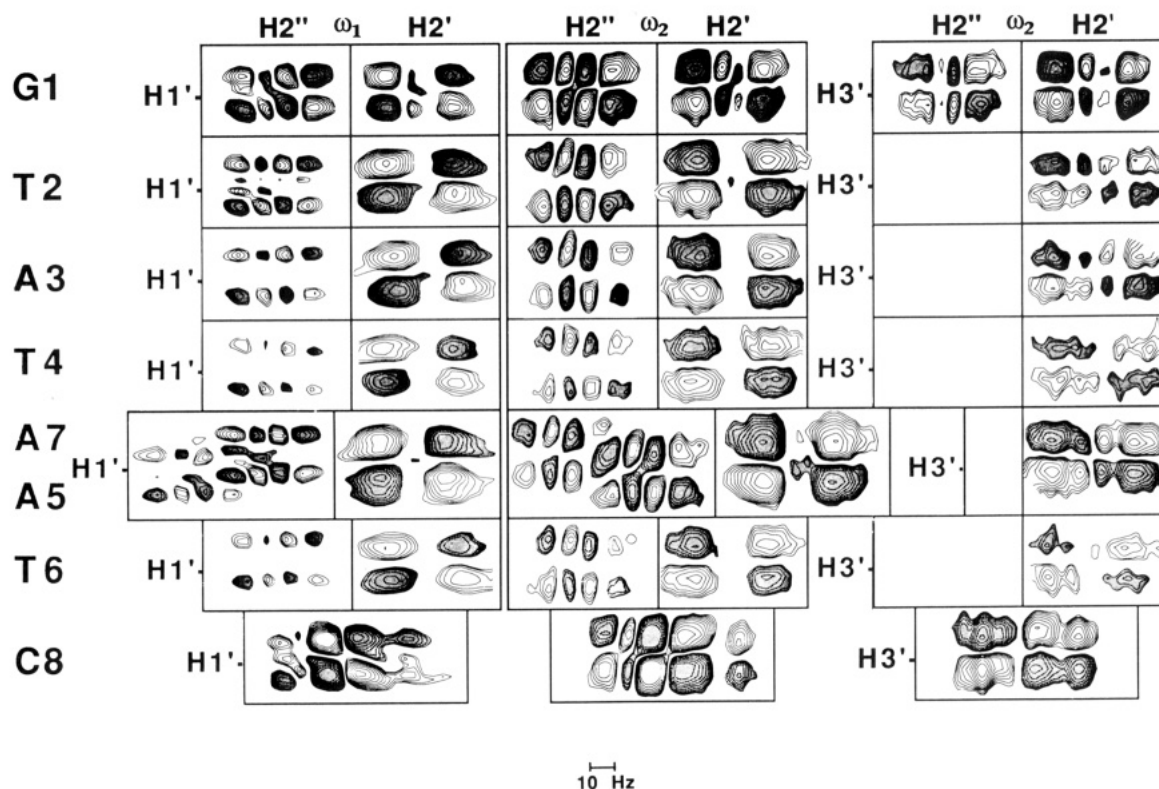 H2'' ω1 H2' H2'' ω2 H2' H2'' ω2 H2'
G1 H1' H3'
T2 H1' H3'
A3 H1' H3'
T4 H1' H3'
A7
H1' H3'
A5
T6 H1' H3'
C8 H1' H3'
10 Hz